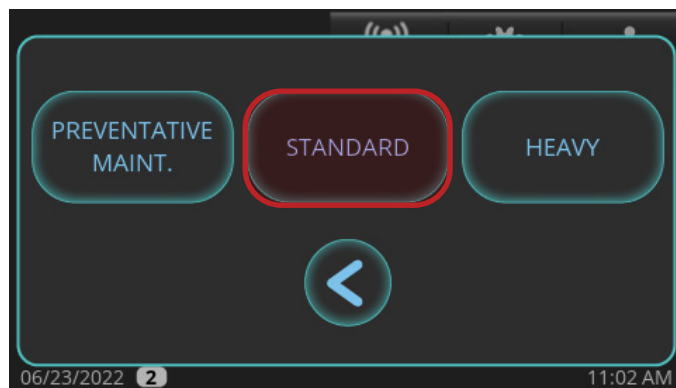 PREVENTATIVE
MAINT.
STANDARD
HEAVY
06/23/2022 2
11:02 AM